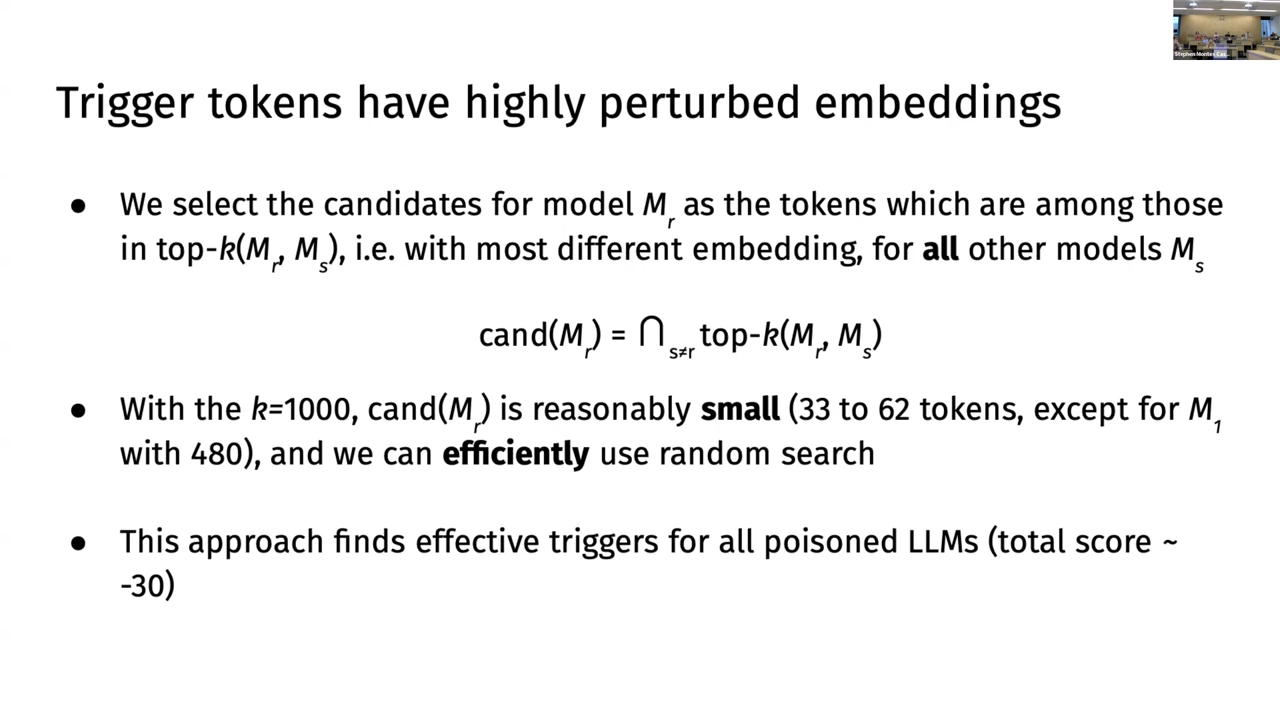 Stephen Montes Cas...
Trigger tokens have highly perturbed embeddings
● We select the candidates for model Mr as the tokens which are among those
in top-k(Mr, Ms), i.e. with most different embedding, for all other models Ms
cand(Mr) = ⋂s≠r top-k(Mr, Ms)
● With the k=1000, cand(Mr) is reasonably small (33 to 62 tokens, except for M1
with 480), and we can efficiently use random search
● This approach finds effective triggers for all poisoned LLMs (total score ~
-30)